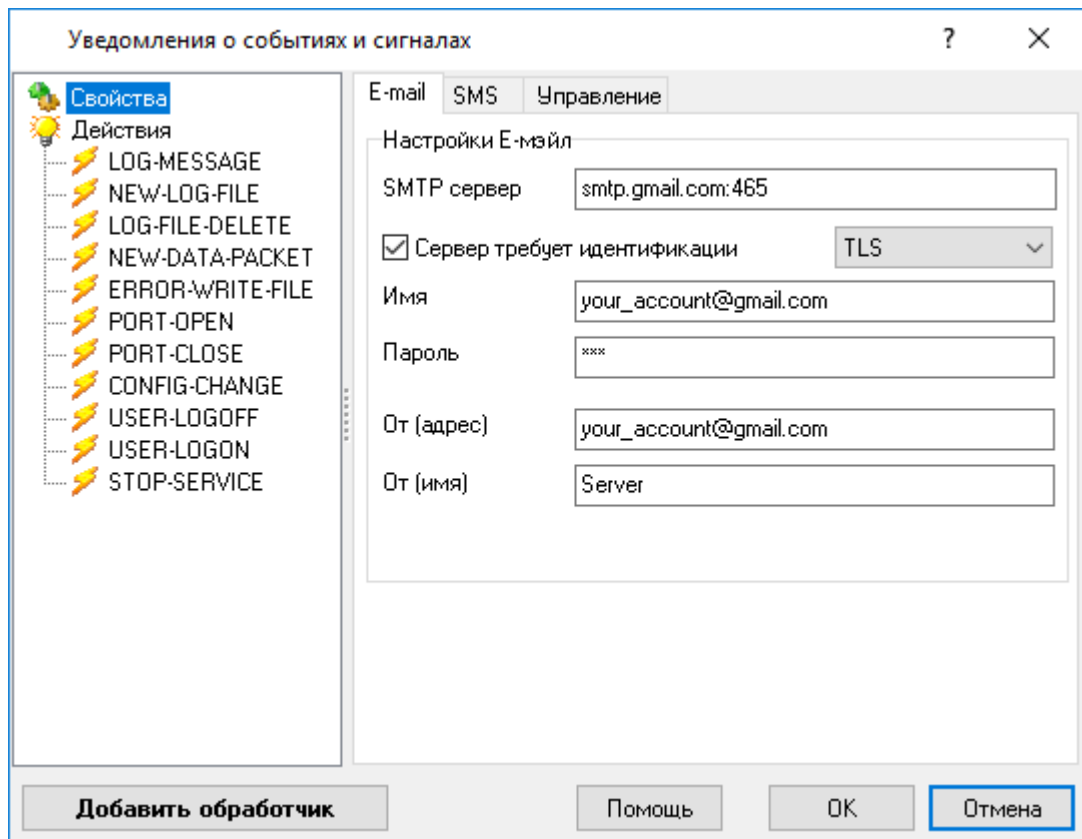 Уведомления о событиях и сигналах
?
Свойства
Действия
LOG-MESSAGE
NEW-LOG-FILE
LOG-FILE-DELETE
NEW-DATA-PACKET
ERROR-WRITE-FILE
PORT-OPEN
PORT-CLOSE
CONFIG-CHANGE
USER-LOGOFF
USER-LOGON
STOP-SERVICE
E-mail SMS Управление
Настройки Е-мэйл
SMTP сервер smtp.gmail.com:465
Сервер требует идентификации TLS
Имя your_account@gmail.com
Пароль ***
От (адрес) your_account@gmail.com
От (имя) Server
Добавить обработчик Помощь OK Отмена